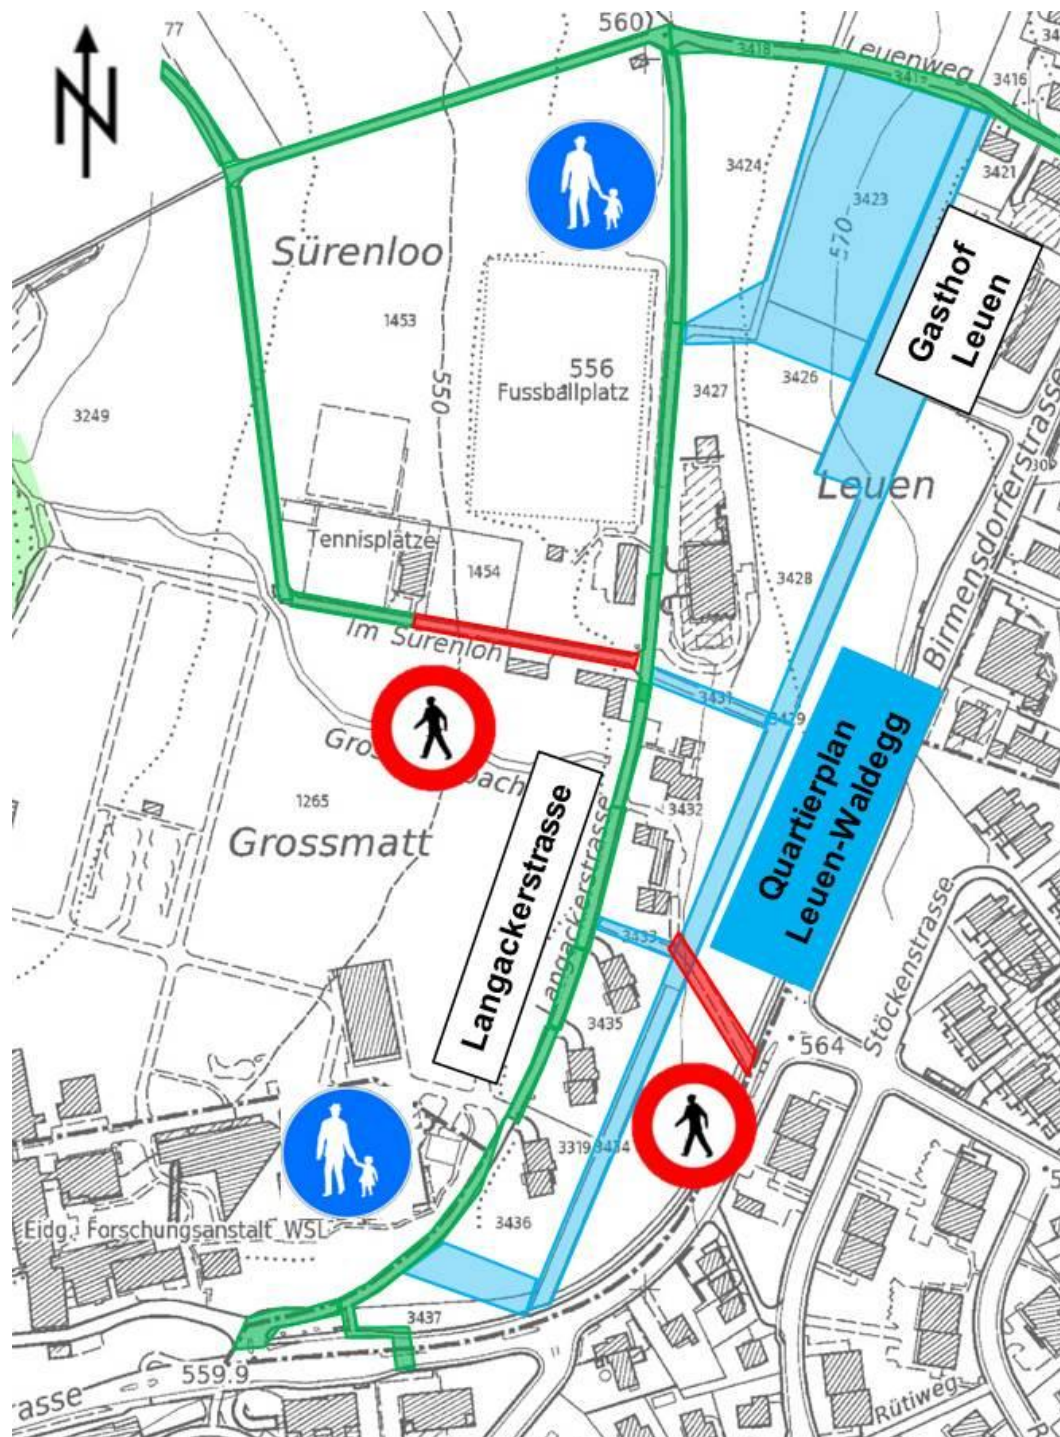 77
560
3418
Leuenweg
3419
3416
34
N
3424
3421
3423
570
Sürenloo
Gasthof
Leuen
1453
556
Fussballplatz
550
3426
3427
3249
Leuen
Birmensdorferstrasse
Tennisplätze
1454
3428
Im Sürenloh
3431
3429
Quartierplan
Leuen-Waldegg
1265
3432
Grossmatt
Langackerstrasse
Langackerstrasse
3433
Stöckenstrasse
3435
564
3319
3434
3436
Eidg. Forschungsanstalt WSL
3437
559.9
asse
Rütiweg